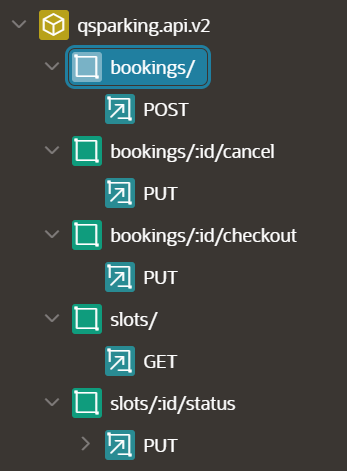 qsparking.api.v2
bookings/
POST
bookings/:id/cancel
PUT
bookings/:id/checkout
PUT
slots/
GET
slots/:id/status
PUT